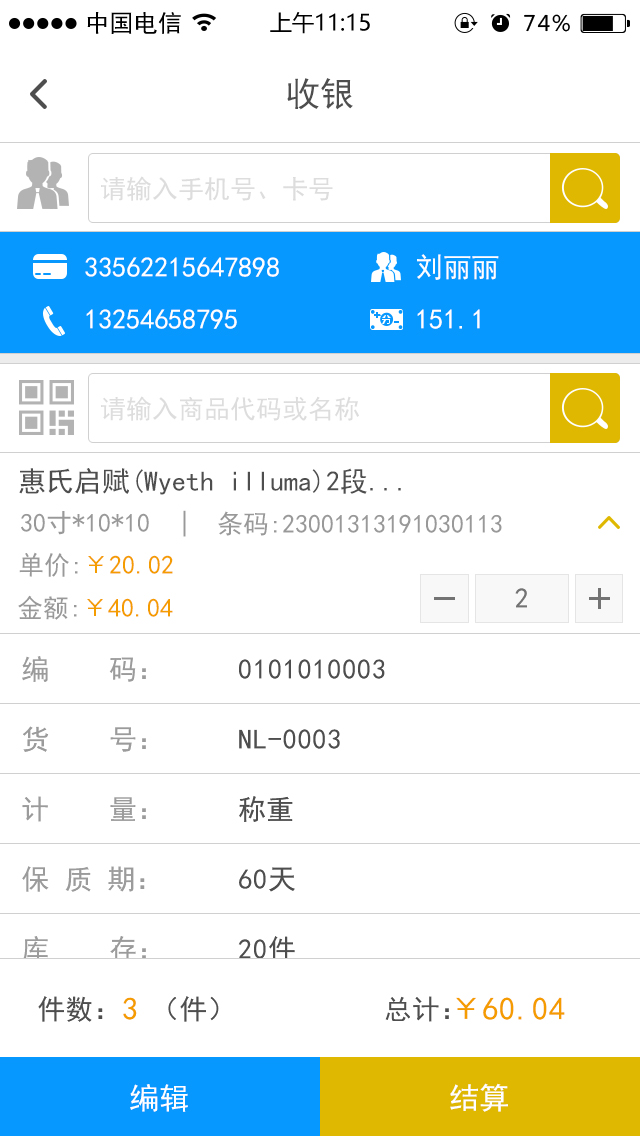 中国电信 上午11:15 74%
收银
请输入手机号、卡号
33562215647898 刘丽丽
13254658795 151.1
请输入商品代码或名称
惠氏启赋(Wyeth illuma)2段...
30寸*10*10 | 条码:23001313191030113
单价:￥20.02
金额:￥40.04
2
编 码: 0101010003
货 号: NL-0003
计 量: 称重
保 质 期: 60天
库 存: 20件
件数: 3 （件） 总计:￥60.04
编辑 结算